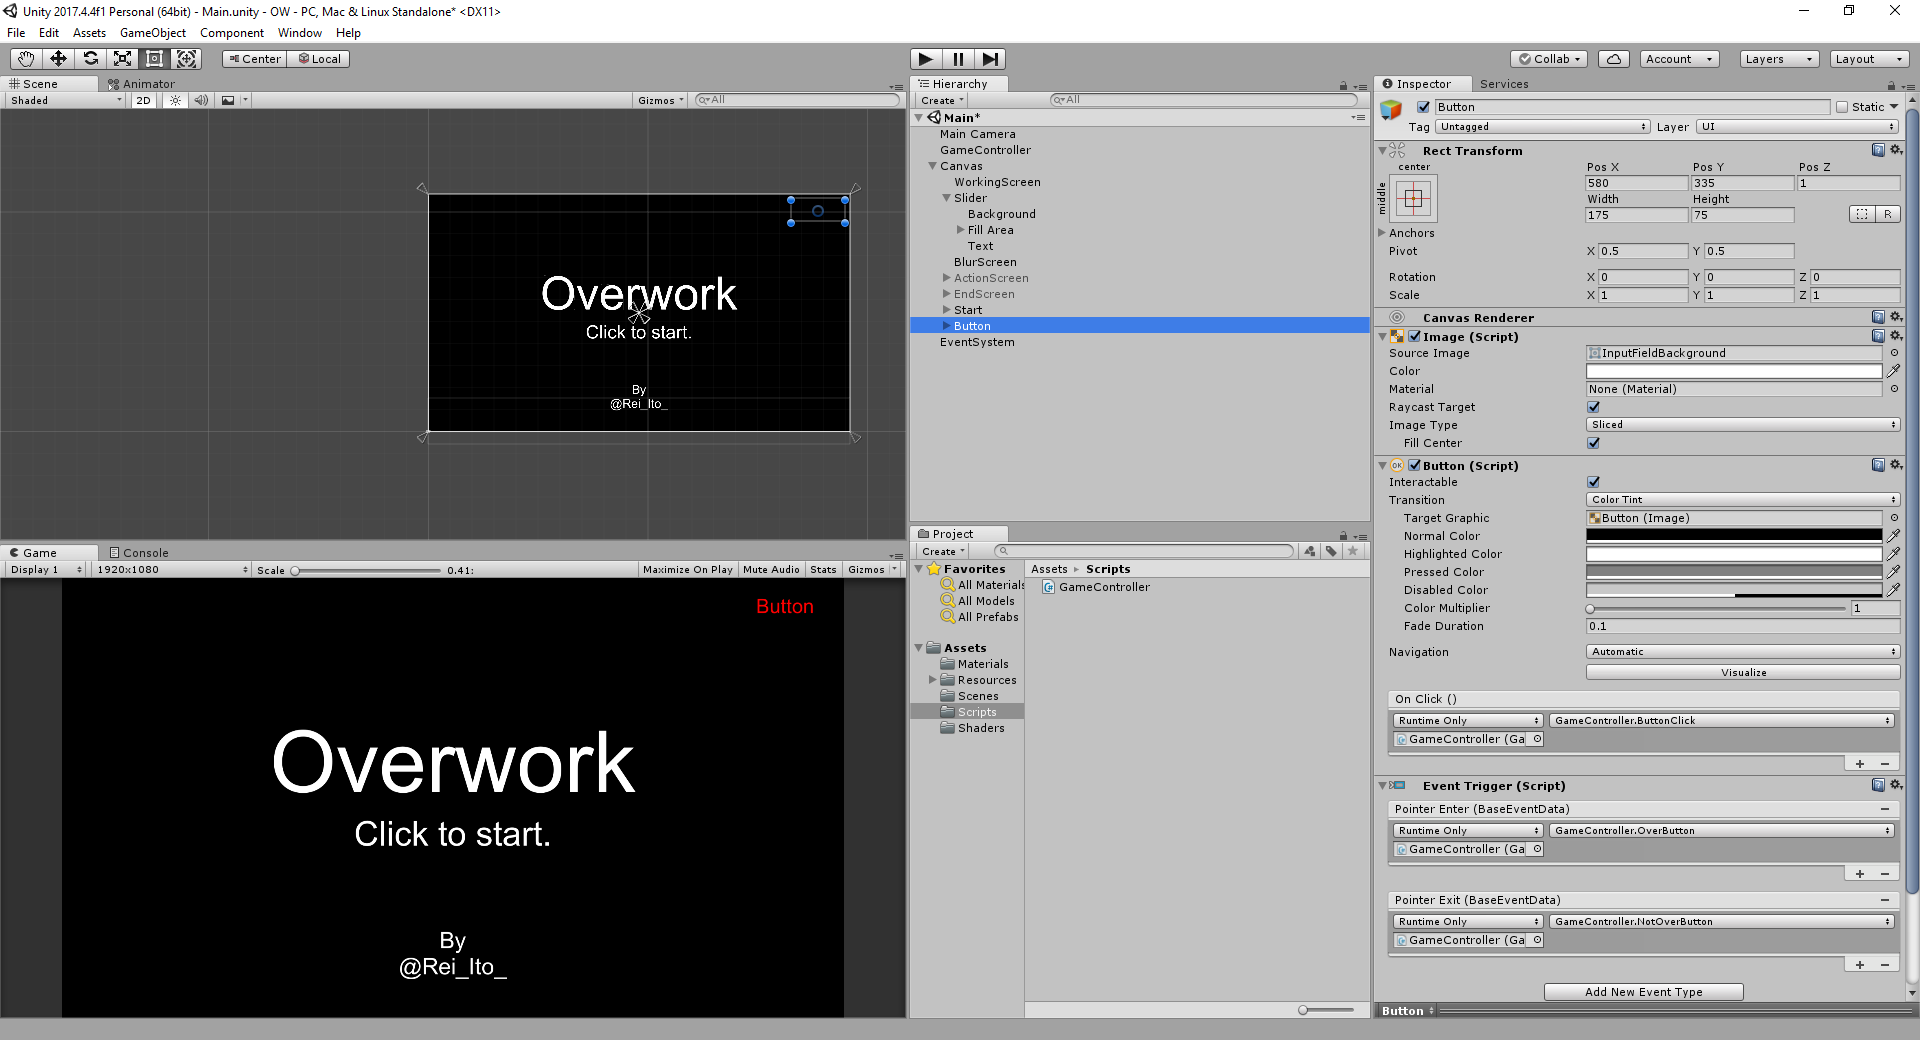 Unity 2017.4.4f1 Personal (64bit) - Main.unity - OW - PC, Mac & Linux Standalone* <DX11>
File Edit Assets GameObject Component Window Help
Center Local
Collab Account Layers Layout
Scene Animator
Shaded 2D Gizmos All
Overwork
Click to start.
By
@Rei_Ito_
Game Console
Display 1 1920x1080 Scale 0.41: Maximize On Play Mute Audio Stats Gizmos
Button
Overwork
Click to start.
By
@Rei_Ito_
Hierarchy
Create All
Main*
Main Camera
GameController
Canvas
WorkingScreen
Slider
Background
Fill Area
Text
BlurScreen
ActionScreen
EndScreen
Start
Button
EventSystem
Project
Create
Favorites
All Materials
All Models
All Prefabs
Assets
Materials
Resources
Scenes
Scripts
Shaders
Assets Scripts
GameController
Inspector Services
Button Static
Tag Untagged Layer UI
Rect Transform
center Pos X Pos Y Pos Z
middle 580 335 1
Width Height
175 75 R
Anchors
Pivot X 0.5 Y 0.5
Rotation X 0 Y 0 Z 0
Scale X 1 Y 1 Z 1
Canvas Renderer
Image (Script)
Source Image InputFieldBackground
Color
Material None (Material)
Raycast Target
Image Type Sliced
Fill Center
OK Button (Script)
Interactable
Transition Color Tint
Target Graphic Button (Image)
Normal Color
Highlighted Color
Pressed Color
Disabled Color
Color Multiplier 1
Fade Duration 0.1
Navigation Automatic
Visualize
On Click ()
Runtime Only GameController.ButtonClick
GameController (Ga
Event Trigger (Script)
Pointer Enter (BaseEventData)
Runtime Only GameController.OverButton
GameController (Ga
Pointer Exit (BaseEventData)
Runtime Only GameController.NotOverButton
GameController (Ga
Add New Event Type
Button